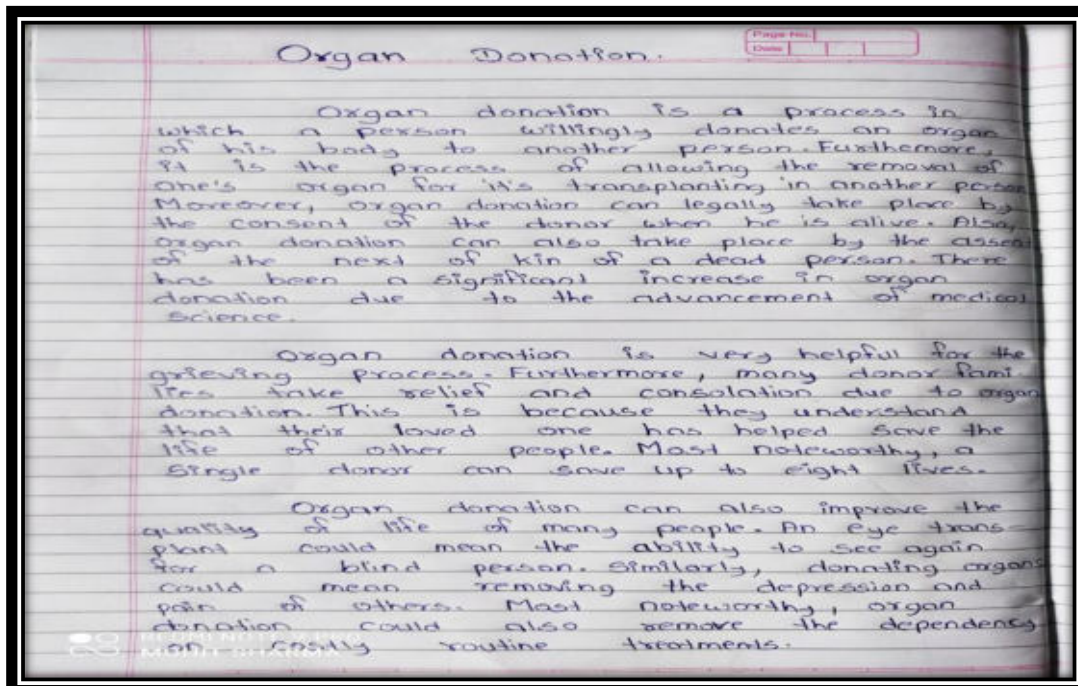 Page No.
Date
Organ Donation.
Organ donation is a process in
which a person willingly donates an organ
of his body to another person. Furthemore,
it is the process of allowing the removal of
one's organ for it's transplanting in another person
Moreover, organ donation can legally take place by
the consent of the donor when he is alive. Also,
organ donation can also take place by the assent
of the next of kin of a dead person. There
has been a significant increase in organ
donation due to the advancement of medical
science.
Organ donation is very helpful for the
grieving process. Furthermore, many donor fami
lies take relief and consolation due to organ
donation. This is because they understand
that their loved one has helped save the
life of other people. Most noteworthy, a
single donor can save up to eight lives.
Organ donation can also improve the
quality of life of many people. An eye trans-
plant could mean the ability to see again
for a blind person. Similarly, donating organs
could mean removing the depression and
pain of others. Most noteworthy, organ
donation could also remove the dependency
on costly routine treatments.
REDMI NOTE 9 PRO
MOHIT SHARMA